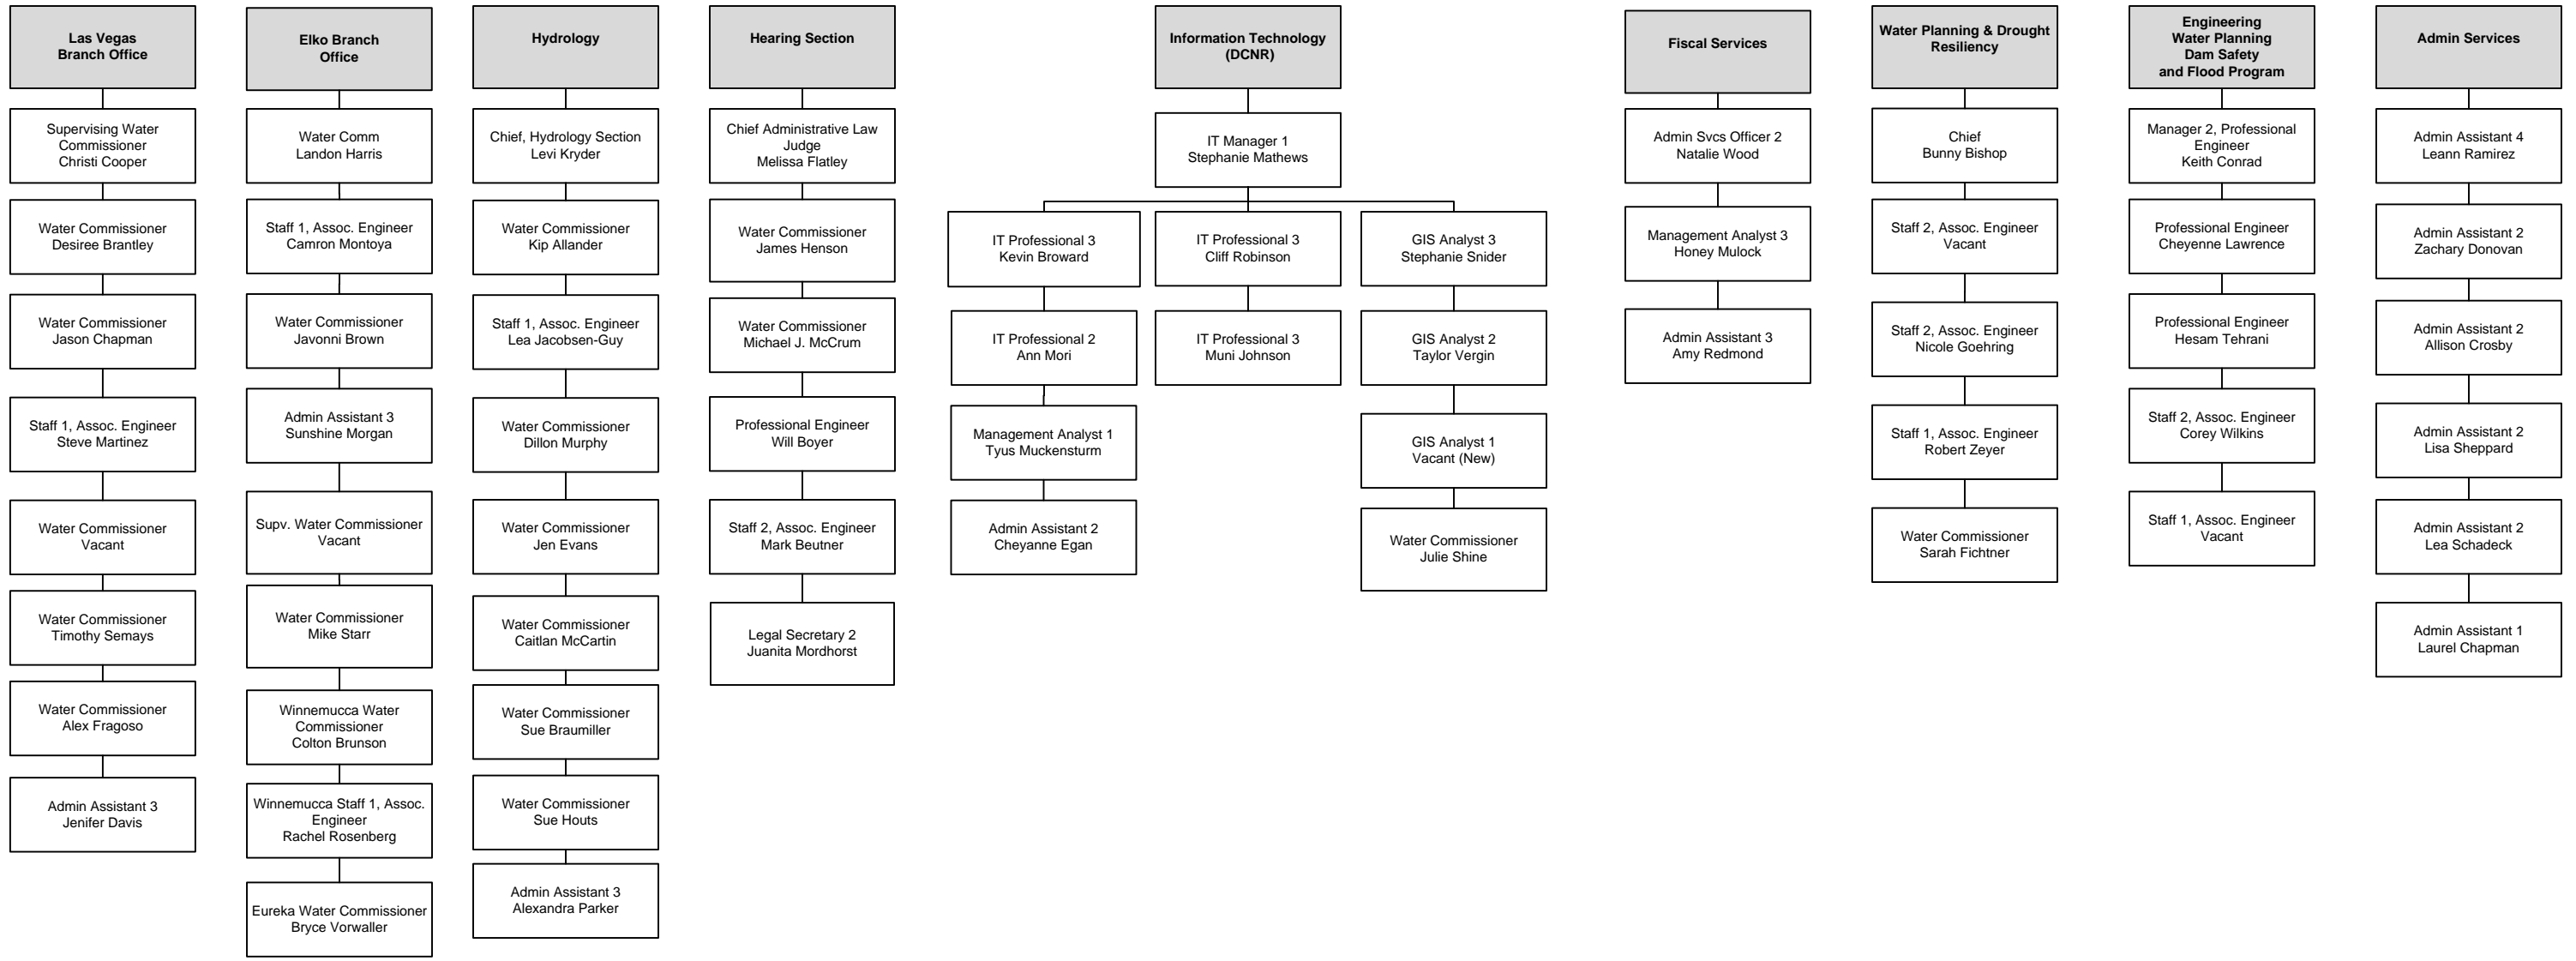 Las Vegas
Branch Office
Supervising Water
Commissioner
Christi Cooper
Water Commissioner
Desiree Brantley
Water Commissioner
Jason Chapman
Staff 1, Assoc. Engineer
Steve Martinez
Water Commissioner
Vacant
Water Commissioner
Timothy Semays
Water Commissioner
Alex Fragoso
Admin Assistant 3
Jenifer Davis
Elko Branch
Office
Water Comm
Landon Harris
Staff 1, Assoc. Engineer
Camron Montoya
Water Commissioner
Javonni Brown
Admin Assistant 3
Sunshine Morgan
Supv. Water Commissioner
Vacant
Water Commissioner
Mike Starr
Winnemucca Water
Commissioner
Colton Brunson
Winnemucca Staff 1, Assoc.
Engineer
Rachel Rosenberg
Eureka Water Commissioner
Bryce Vorwaller
Hydrology
Chief, Hydrology Section
Levi Kryder
Water Commissioner
Kip Allander
Staff 1, Assoc. Engineer
Lea Jacobsen-Guy
Water Commissioner
Dillon Murphy
Water Commissioner
Jen Evans
Water Commissioner
Caitlan McCartin
Water Commissioner
Sue Braumiller
Water Commissioner
Sue Houts
Admin Assistant 3
Alexandra Parker
Hearing Section
Chief Administrative Law
Judge
Melissa Flatley
Water Commissioner
James Henson
Water Commissioner
Michael J. McCrum
Professional Engineer
Will Boyer
Staff 2, Assoc. Engineer
Mark Beutner
Legal Secretary 2
Juanita Mordhorst
Information Technology
(DCNR)
IT Manager 1
Stephanie Mathews
IT Professional 3
Kevin Broward
IT Professional 2
Ann Mori
Management Analyst 1
Tyus Muckensturm
Admin Assistant 2
Cheyanne Egan
IT Professional 3
Cliff Robinson
IT Professional 3
Muni Johnson
GIS Analyst 3
Stephanie Snider
GIS Analyst 2
Taylor Vergin
GIS Analyst 1
Vacant (New)
Water Commissioner
Julie Shine
Fiscal Services
Admin Svcs Officer 2
Natalie Wood
Management Analyst 3
Honey Mulock
Admin Assistant 3
Amy Redmond
Water Planning & Drought
Resiliency
Chief
Bunny Bishop
Staff 2, Assoc. Engineer
Vacant
Staff 2, Assoc. Engineer
Nicole Goehring
Staff 1, Assoc. Engineer
Robert Zeyer
Water Commissioner
Sarah Fichtner
Engineering
Water Planning
Dam Safety
and Flood Program
Manager 2, Professional
Engineer
Keith Conrad
Professional Engineer
Cheyenne Lawrence
Professional Engineer
Hesam Tehrani
Staff 2, Assoc. Engineer
Corey Wilkins
Staff 1, Assoc. Engineer
Vacant
Admin Services
Admin Assistant 4
Leann Ramirez
Admin Assistant 2
Zachary Donovan
Admin Assistant 2
Allison Crosby
Admin Assistant 2
Lisa Sheppard
Admin Assistant 2
Lea Schadeck
Admin Assistant 1
Laurel Chapman